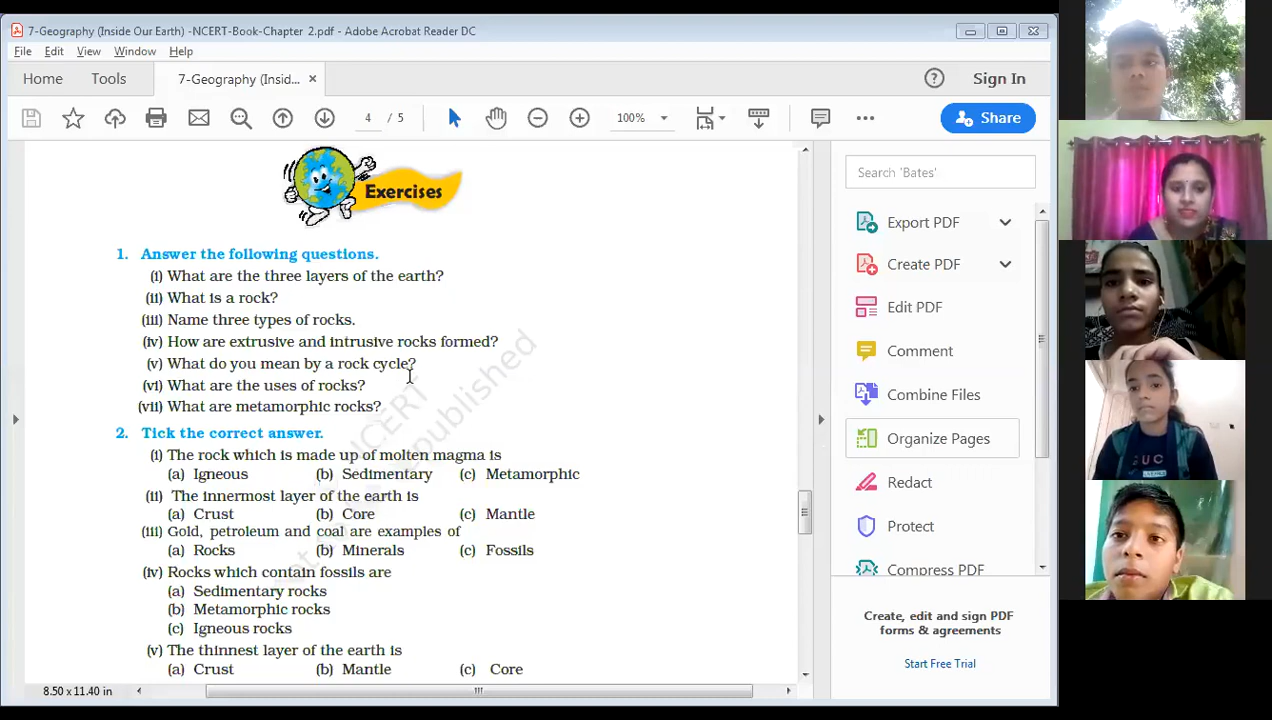 7-Geography (Inside Our Earth) -NCERT-Book-Chapter 2.pdf - Adobe Acrobat Reader DC
File Edit View Window Help
Home Tools 7-Geography (Insid... × Sign In
4 / 5 100% Share
Exercises
1. Answer the following questions.
(i) What are the three layers of the earth?
(ii) What is a rock?
(iii) Name three types of rocks.
(iv) How are extrusive and intrusive rocks formed?
(v) What do you mean by a rock cycle?
(vi) What are the uses of rocks?
(vii) What are metamorphic rocks?
2. Tick the correct answer.
(i) The rock which is made up of molten magma is
(a) Igneous (b) Sedimentary (c) Metamorphic
(ii) The innermost layer of the earth is
(a) Crust (b) Core (c) Mantle
(iii) Gold, petroleum and coal are examples of
(a) Rocks (b) Minerals (c) Fossils
(iv) Rocks which contain fossils are
(a) Sedimentary rocks
(b) Metamorphic rocks
(c) Igneous rocks
(v) The thinnest layer of the earth is
(a) Crust (b) Mantle (c) Core
NCERT
not to republished
8.50 x 11.40 in
Search 'Bates'
Export PDF
Create PDF
Edit PDF
Comment
Combine Files
Organize Pages
Redact
Protect
Compress PDF
Create, edit and sign PDF
forms & agreements
Start Free Trial